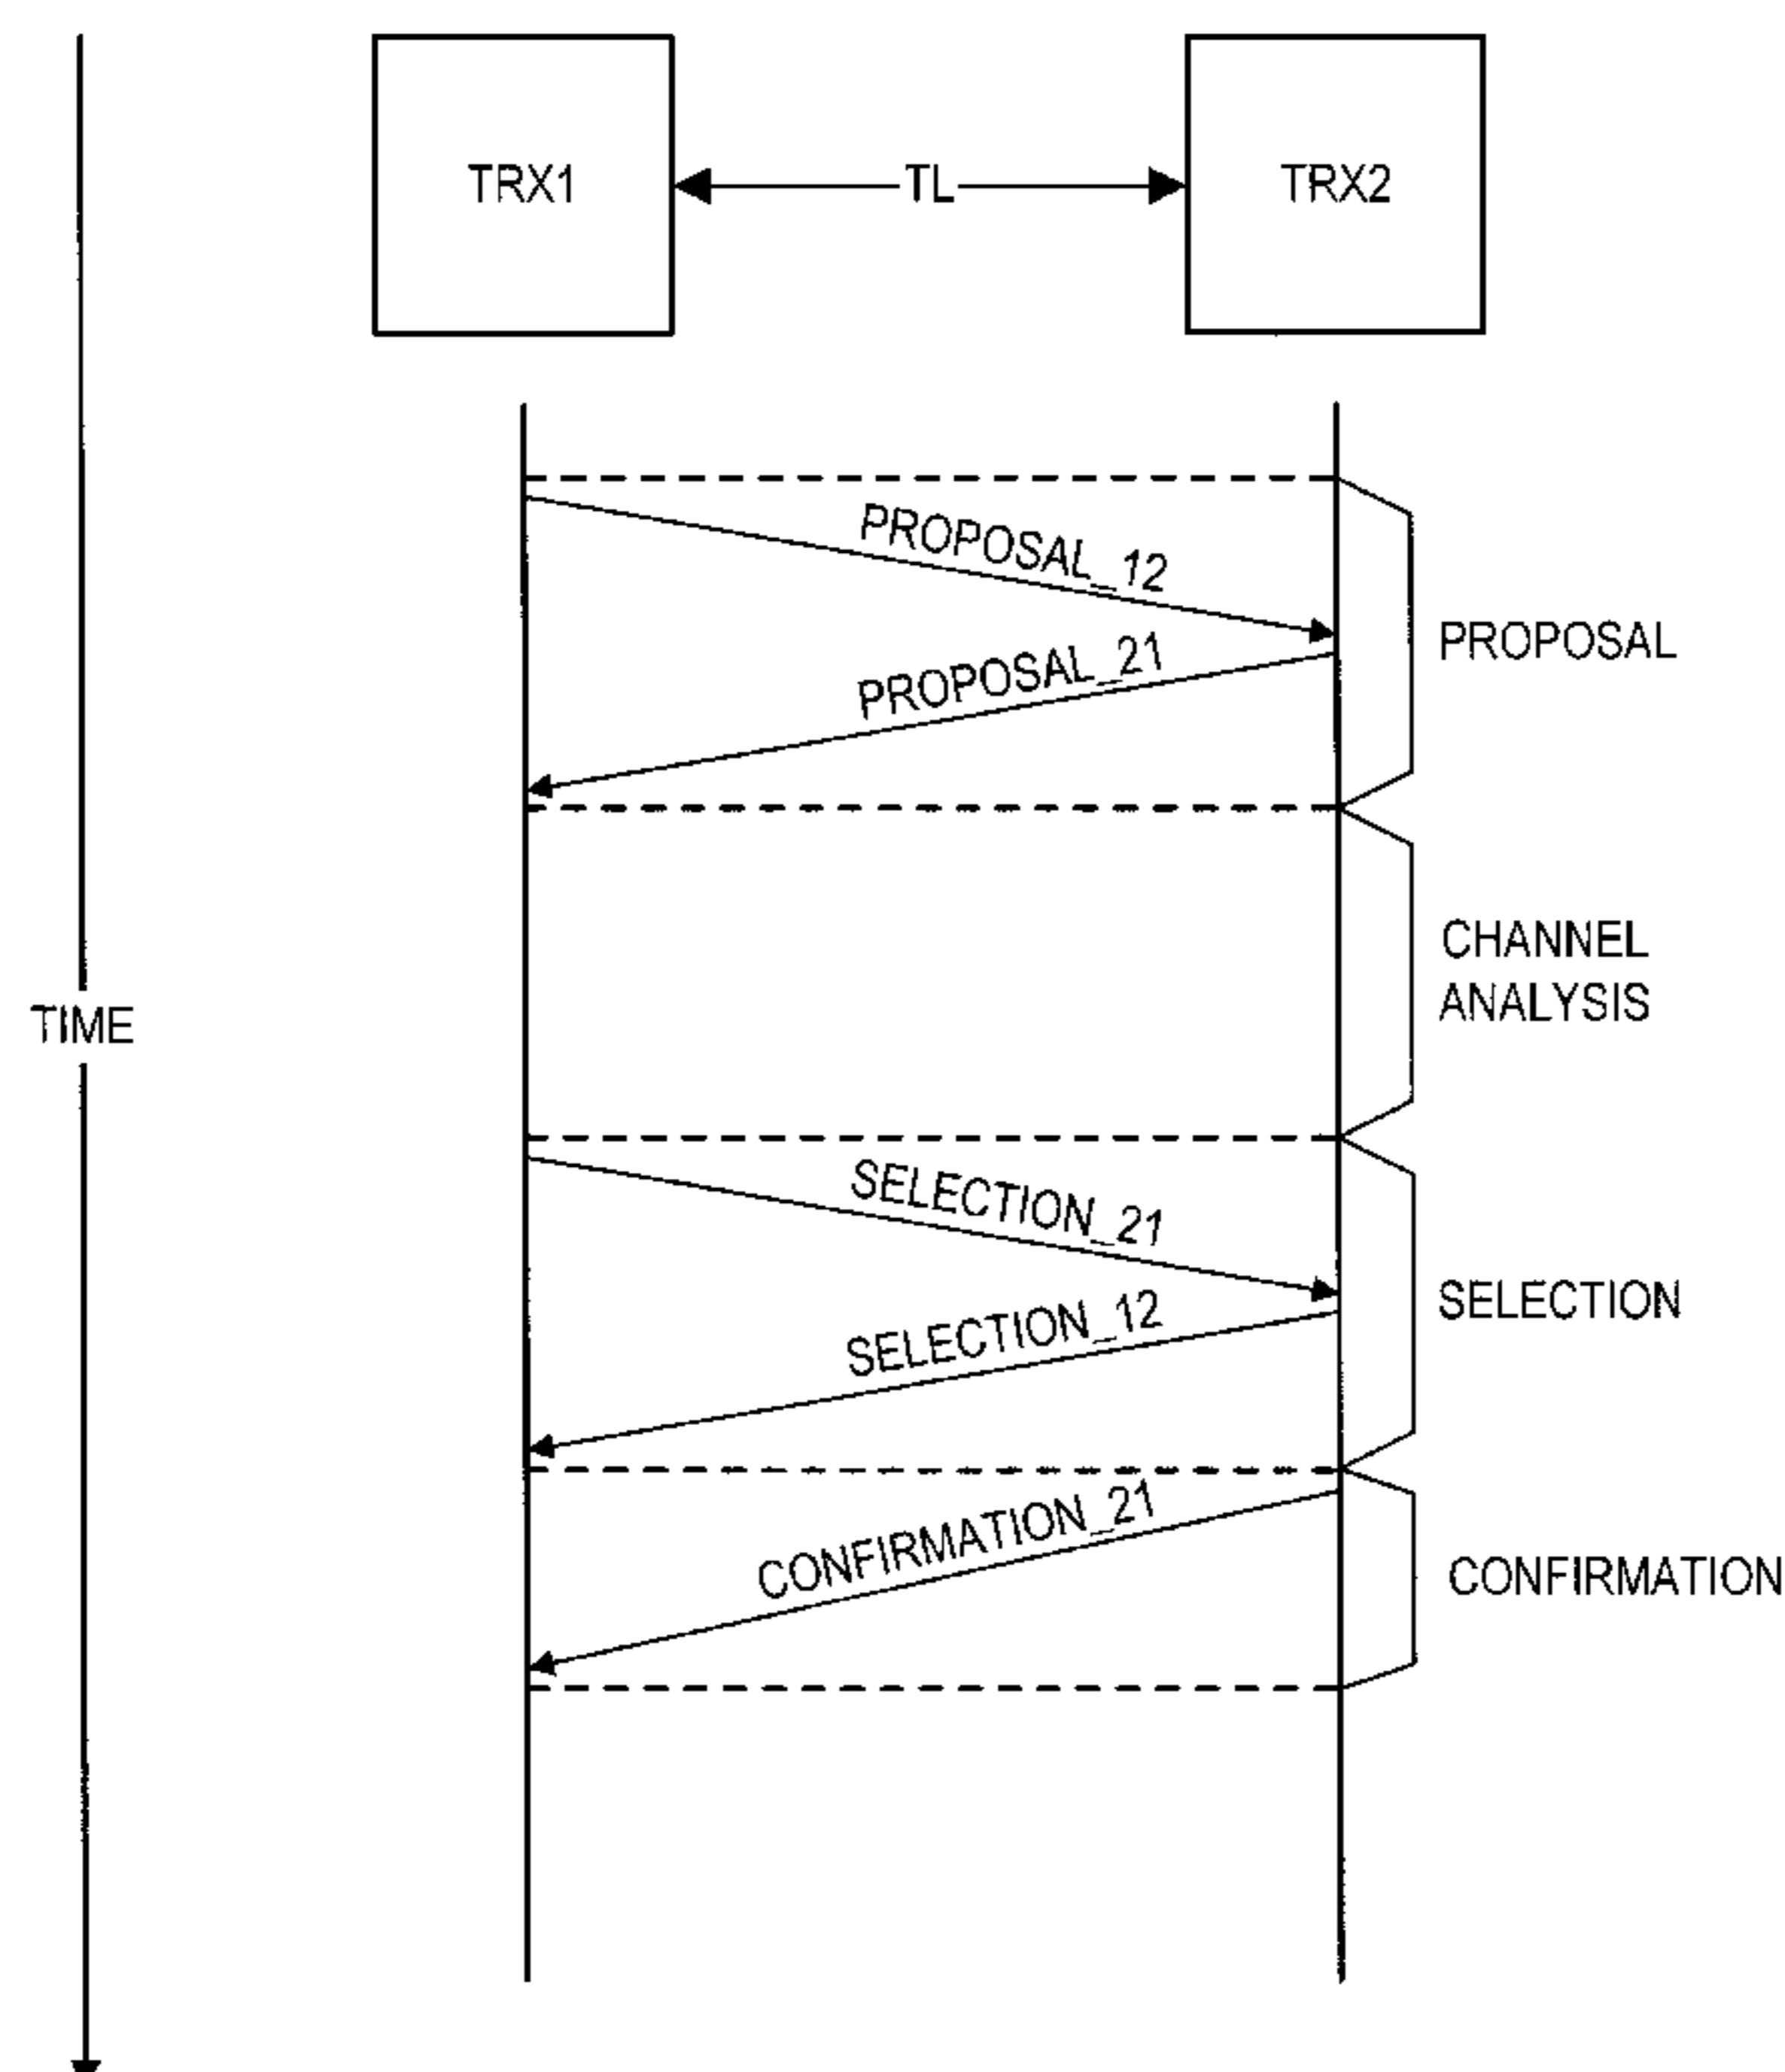 TRX1
TL
TRX2
PROPOSAL_12
PROPOSAL_21
PROPOSAL
CHANNEL
ANALYSIS
TIME
SELECTION_21
SELECTION_12
SELECTION
CONFIRMATION_21
CONFIRMATION